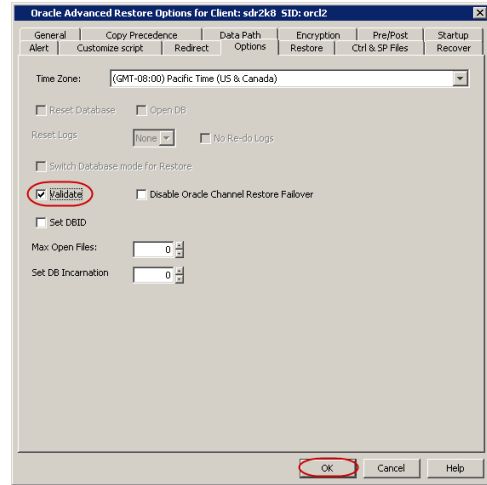 Oracle Advanced Restore Options for Client: sdr2k8 SID: orcl2
General Copy Precedence Data Path Encryption Pre/Post Startup
Alert Customize script Redirect Options Restore Ctrl & SP Files Recover
Time Zone: (GMT-08:00) Pacific Time (US & Canada)
Reset Database Open DB
Reset Logs None No Re-do Logs
Switch Database mode for Restore
Validate Disable Oracle Channel Restore Failover
Set DBID
Max Open Files: 0
Set DB Incarnation 0
OK Cancel Help